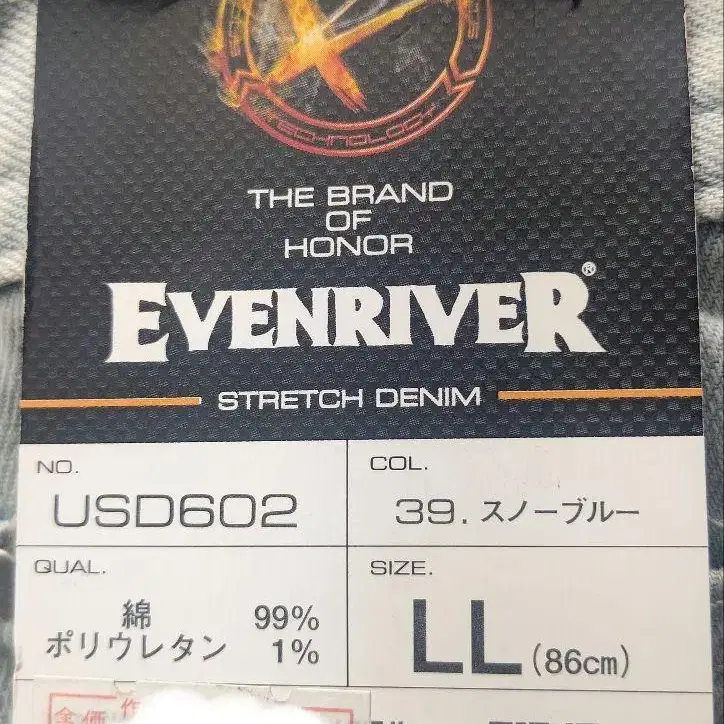 TECHNOLOGY
THE BRAND
OF
HONOR
EVENRIVER®
STRETCH DENIM
NO.
USD602
COL.
39. スノーブルー
QUAL.
綿 99%
ポリウレタン 1%
SIZE.
LL (86cm)